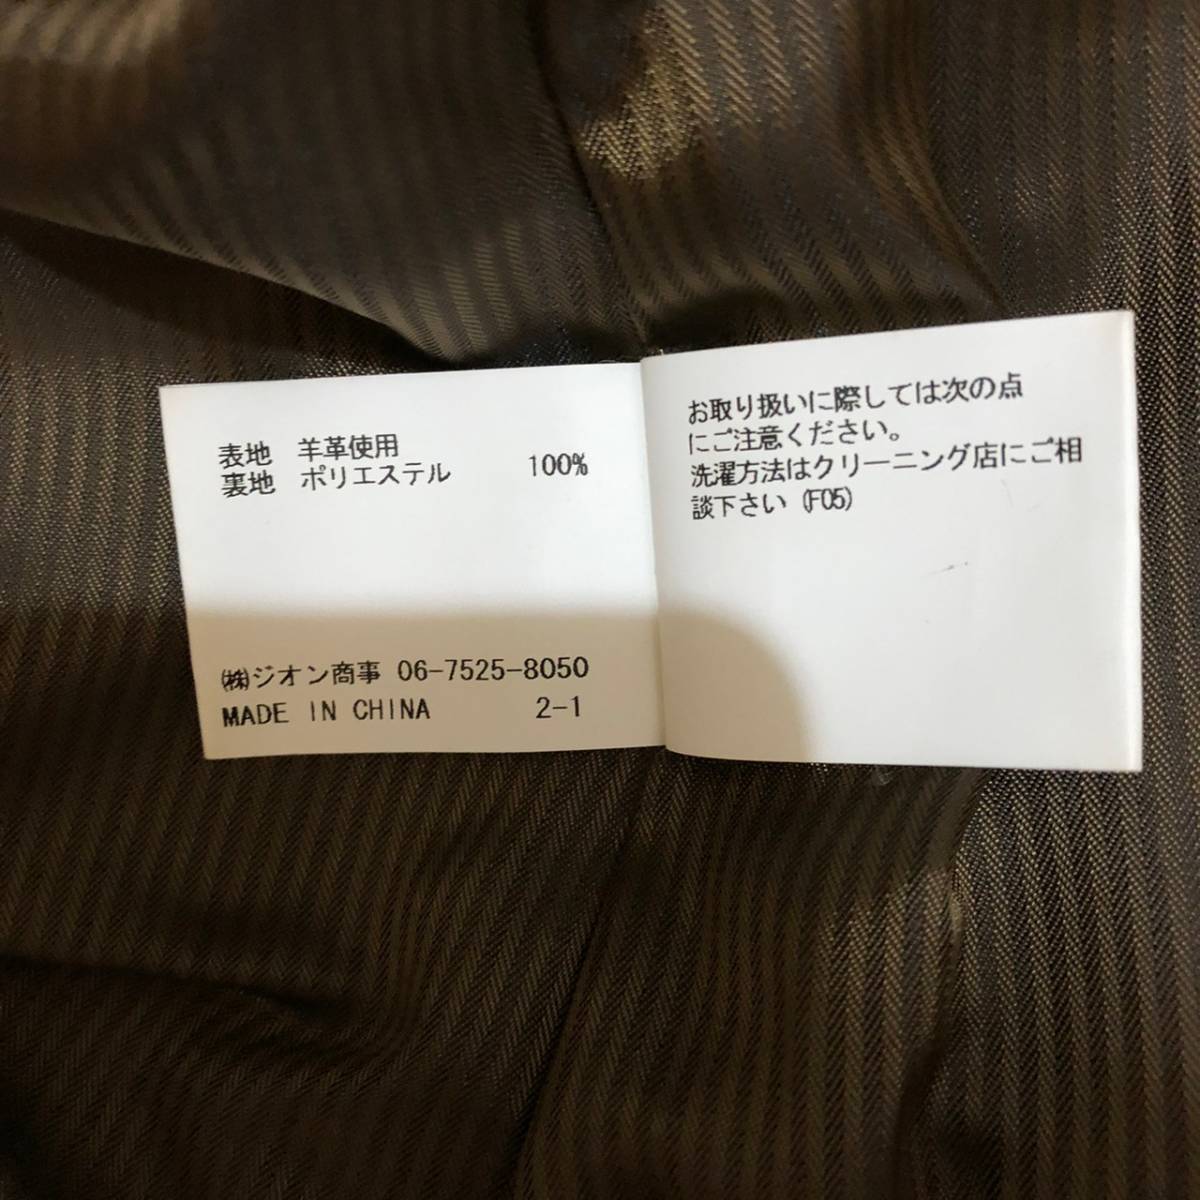 表地 羊革使用
裏地 ポリエステル 100%
㈱ジオン商事 06-7525-8050
MADE IN CHINA 2-1
お取り扱いに際しては次の点
にご注意ください。
洗濯方法はクリーニング店にご相
談下さい (F05)